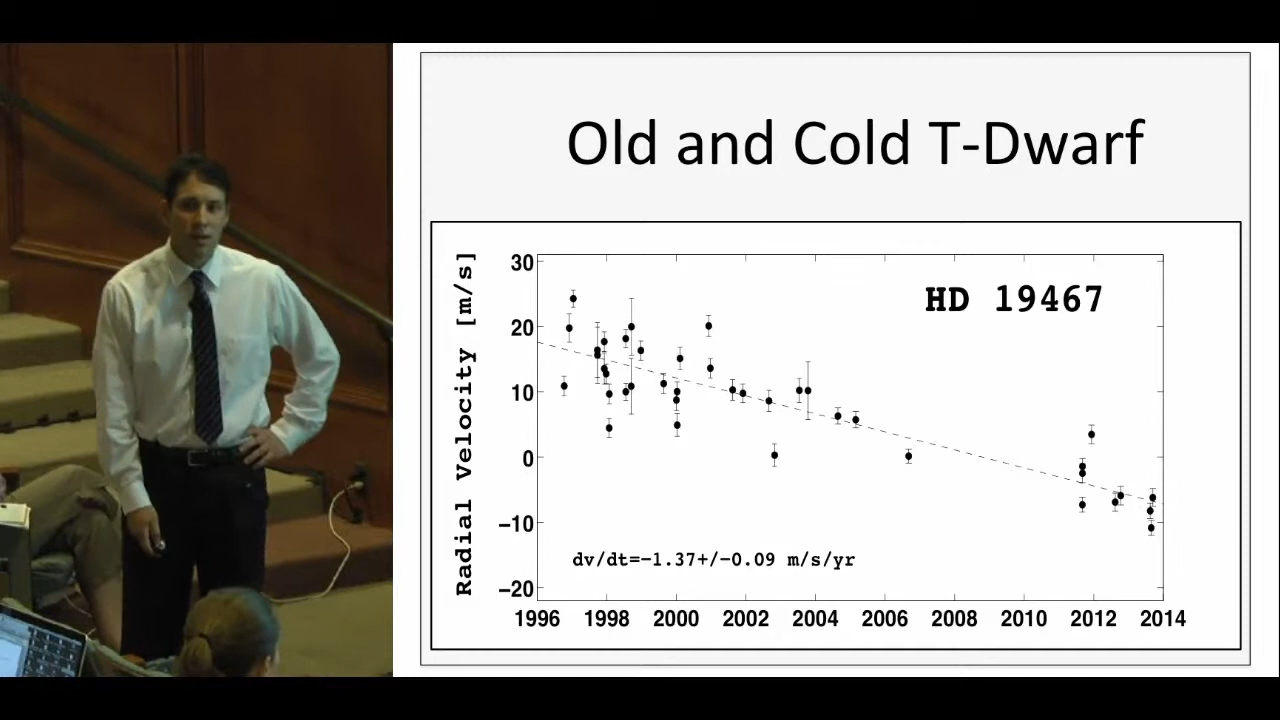 Old and Cold T-Dwarf
HD 19467
Radial Velocity [m/s]
30
20
10
0
−10
−20
dv/dt=−1.37+/−0.09 m/s/yr
1996 1998 2000 2002 2004 2006 2008 2010 2012 2014